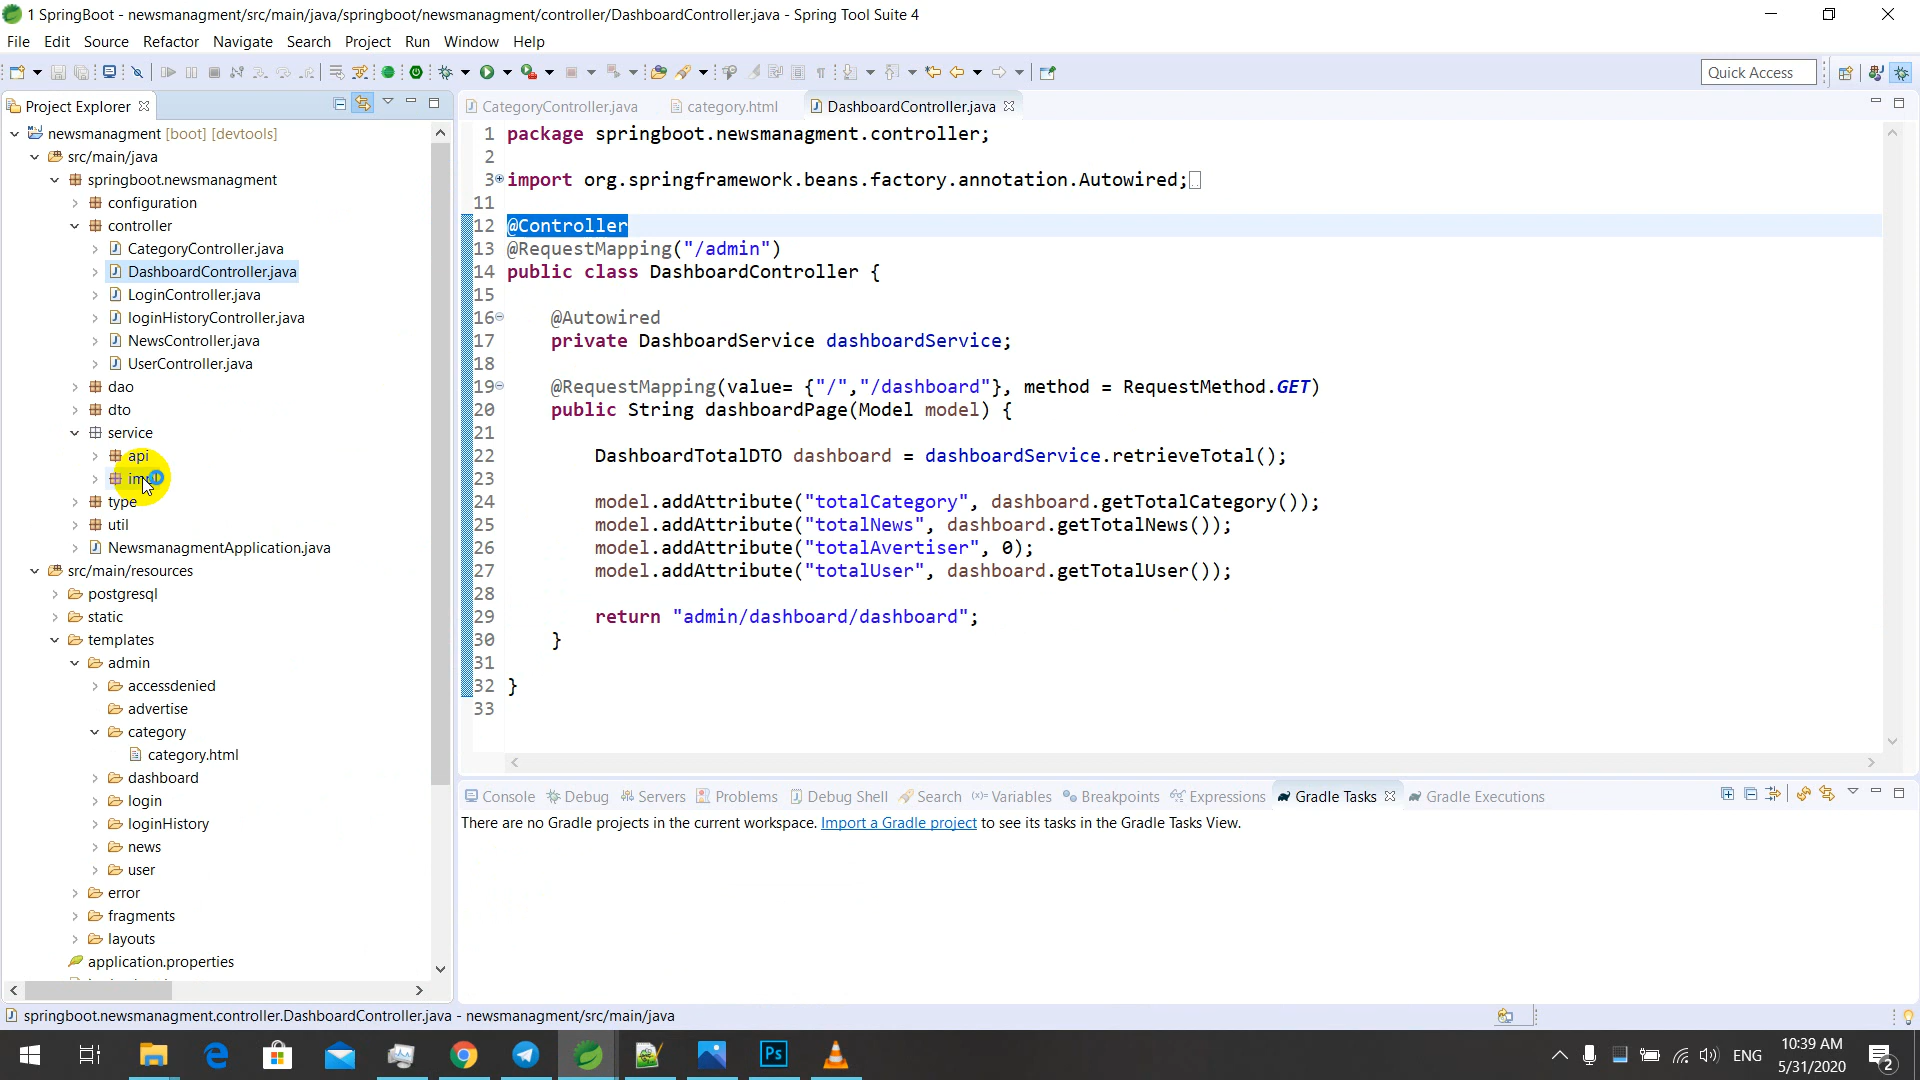 1 SpringBoot - newsmanagment/src/main/java/springboot/newsmanagment/controller/DashboardController.java - Spring Tool Suite 4
File Edit Source Refactor Navigate Search Project Run Window Help
Quick Access
Project Explorer
newsmanagment [boot] [devtools]
src/main/java
springboot.newsmanagment
configuration
controller
CategoryController.java
DashboardController.java
LoginController.java
loginHistoryController.java
NewsController.java
UserController.java
dao
dto
service
api
type
util
NewsmanagmentApplication.java
src/main/resources
postgresql
static
templates
admin
accessdenied
advertise
category
category.html
dashboard
login
loginHistory
news
user
error
fragments
layouts
application.properties
CategoryController.java category.html DashboardController.java
1 package springboot.newsmanagment.controller;
2
3 import org.springframework.beans.factory.annotation.Autowired;
11
12 @Controller
13 @RequestMapping("/admin")
14 public class DashboardController {
15
16 @Autowired
17 private DashboardService dashboardService;
18
19 @RequestMapping(value= {"/","/dashboard"}, method = RequestMethod.GET)
20 public String dashboardPage(Model model) {
21
22 DashboardTotalDTO dashboard = dashboardService.retrieveTotal();
23
24 model.addAttribute("totalCategory", dashboard.getTotalCategory());
25 model.addAttribute("totalNews", dashboard.getTotalNews());
26 model.addAttribute("totalAvertiser", 0);
27 model.addAttribute("totalUser", dashboard.getTotalUser());
28
29 return "admin/dashboard/dashboard";
30 }
31
32 }
33
Console Debug Servers Problems Debug Shell Search Variables Breakpoints Expressions Gradle Tasks Gradle Executions
There are no Gradle projects in the current workspace. Import a Gradle project to see its tasks in the Gradle Tasks View.
springboot.newsmanagment.controller.DashboardController.java - newsmanagment/src/main/java
Ps
ENG
10:39 AM
5/31/2020
2